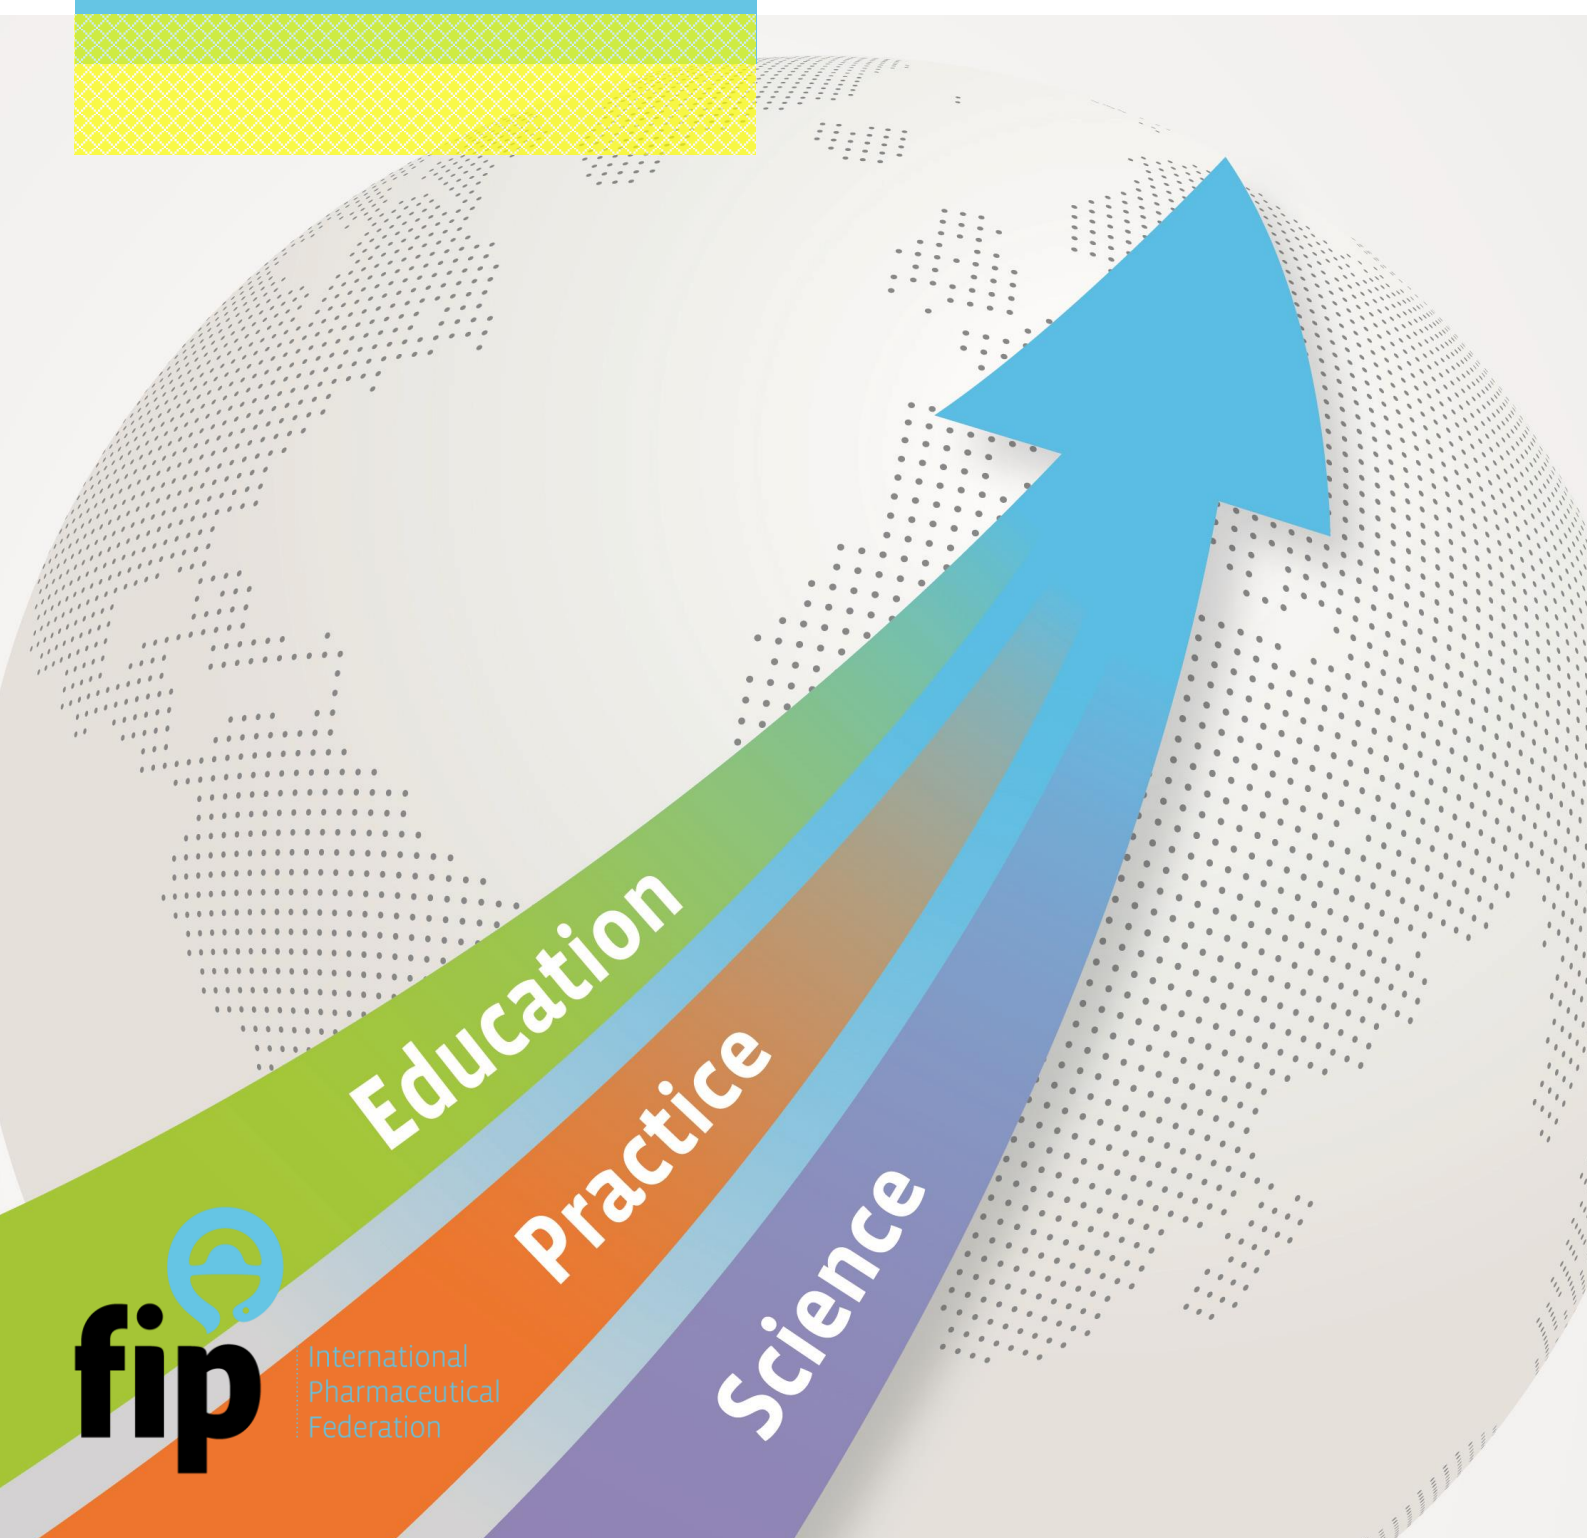 Education
Practice
Science
fip
International
Pharmaceutical
Federation